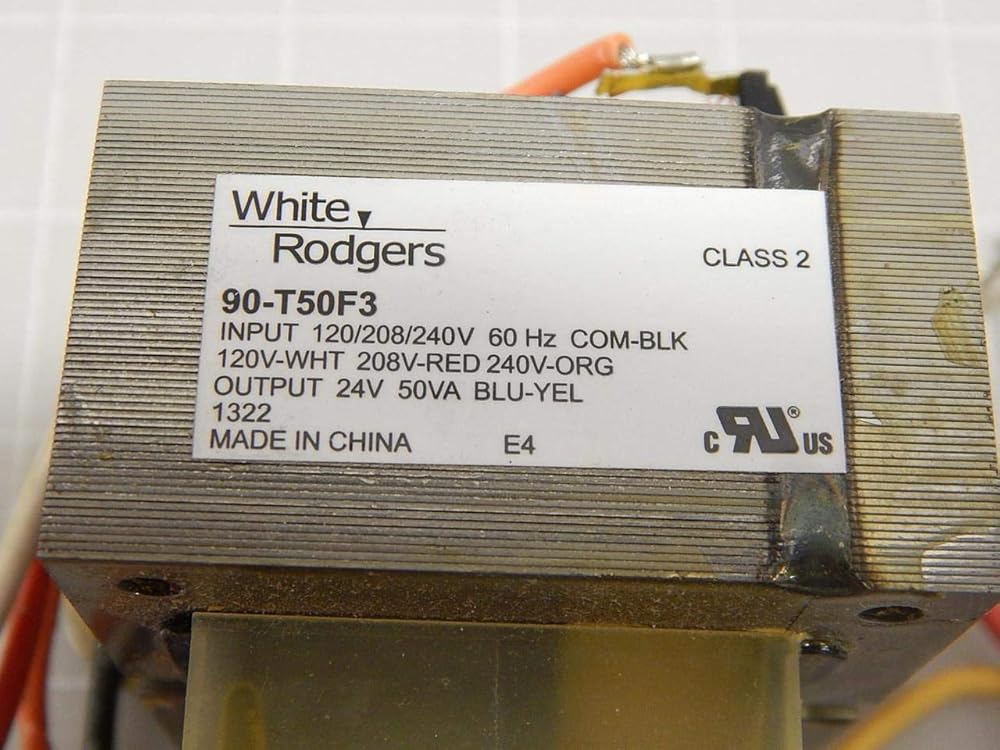 White
Rodgers
CLASS 2
90-T50F3
INPUT 120/208/240V 60 Hz COM-BLK
120V-WHT 208V-RED 240V-ORG
OUTPUT 24V 50VA BLU-YEL
1322
MADE IN CHINA E4
C RU® US